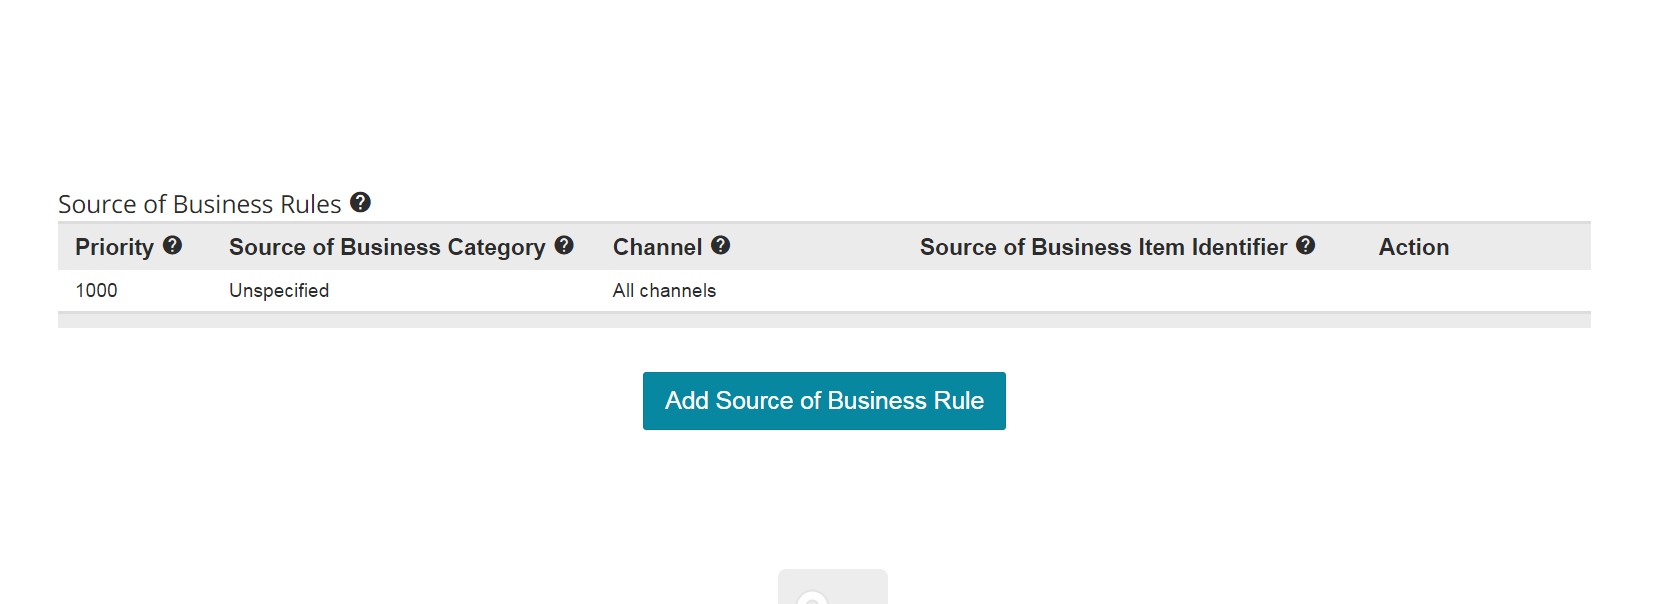 Source of Business Rules
Priority Source of Business Category Channel Source of Business Item Identifier Action
1000 Unspecified All channels
Add Source of Business Rule